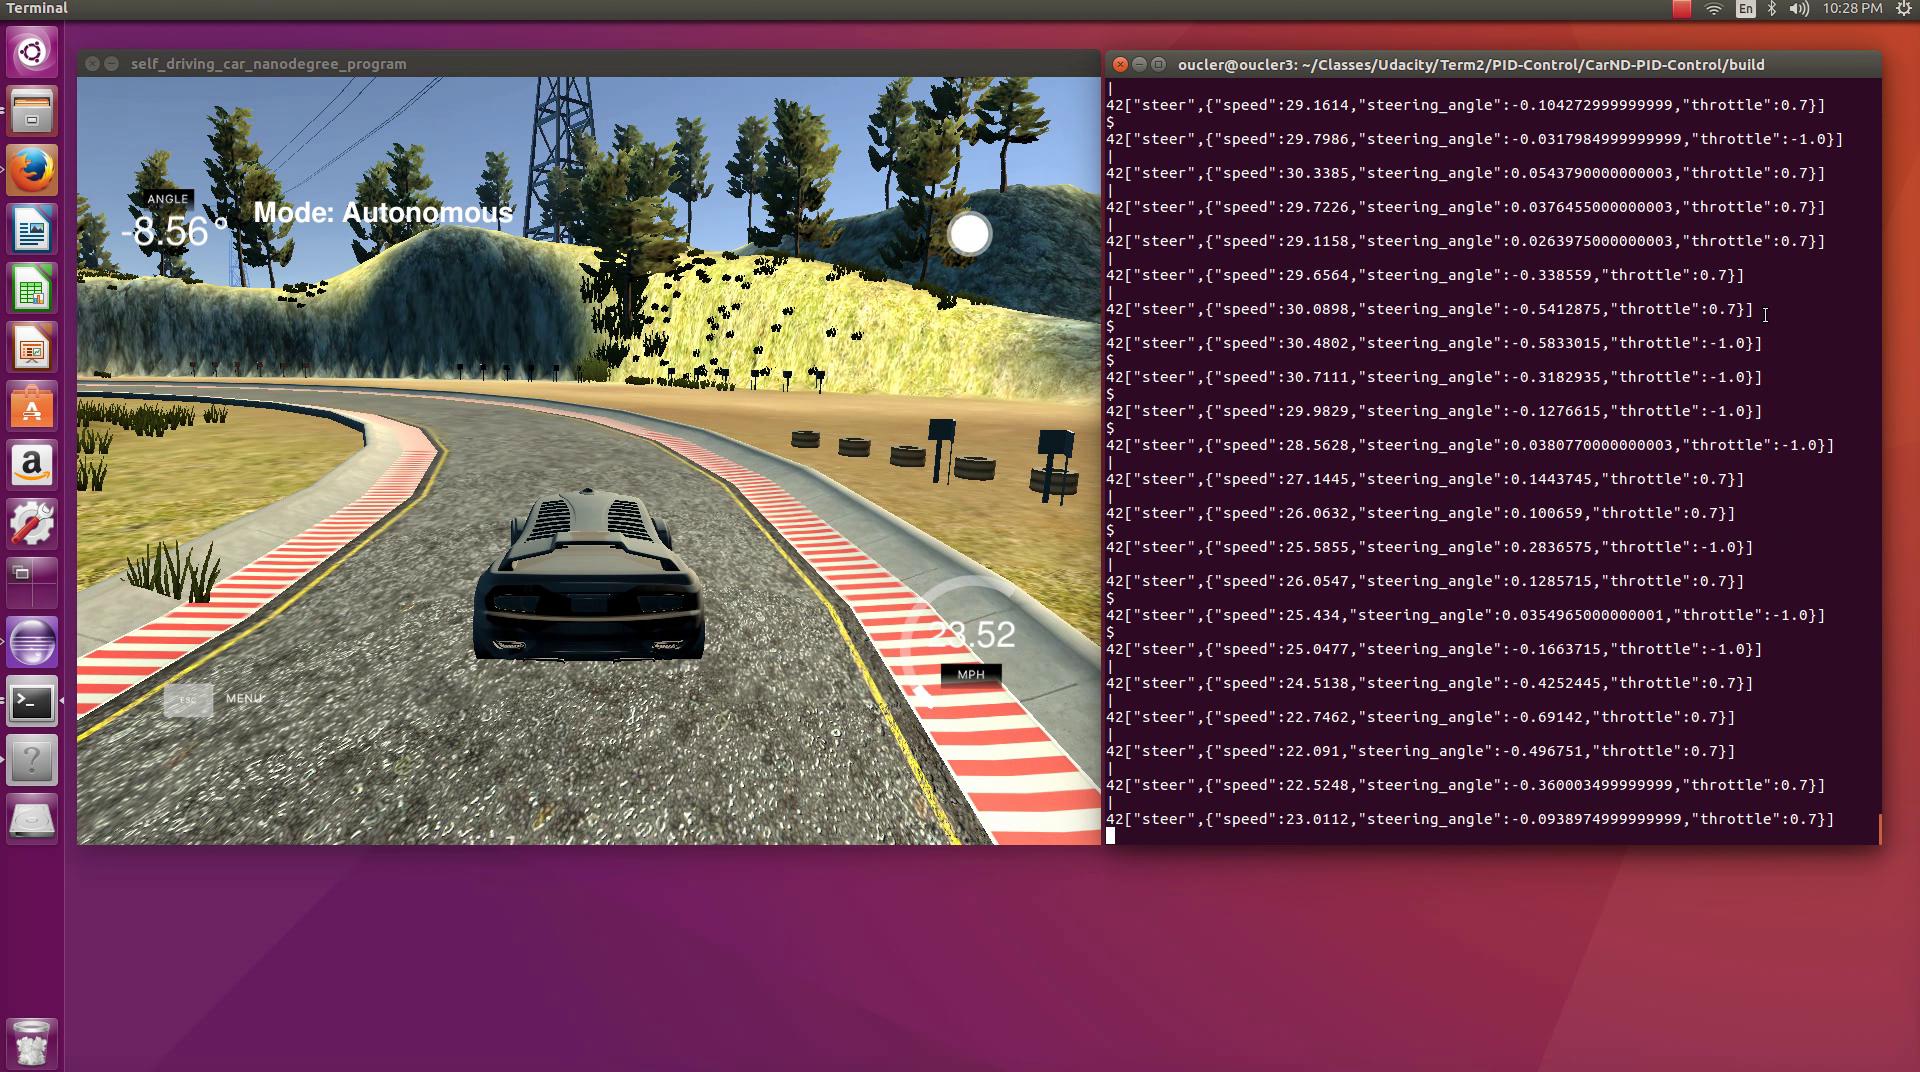 Terminal
En
10:28 PM
self_driving_car_nanodegree_program
ANGLE
-8.56°
Mode: Autonomous
23.52
MPH
ESC
MENU
oucler@oucler3: ~/Classes/Udacity/Term2/PID-Control/CarND-PID-Control/build
|
42["steer",{"speed":29.1614,"steering_angle":-0.104272999999999,"throttle":0.7}]
$
42["steer",{"speed":29.7986,"steering_angle":-0.0317984999999999,"throttle":-1.0}]
|
42["steer",{"speed":30.3385,"steering_angle":0.0543790000000003,"throttle":0.7}]
|
42["steer",{"speed":29.7226,"steering_angle":0.0376455000000003,"throttle":0.7}]
|
42["steer",{"speed":29.1158,"steering_angle":0.0263975000000003,"throttle":0.7}]
|
42["steer",{"speed":29.6564,"steering_angle":-0.338559,"throttle":0.7}]
|
42["steer",{"speed":30.0898,"steering_angle":-0.5412875,"throttle":0.7}]
$
42["steer",{"speed":30.4802,"steering_angle":-0.5833015,"throttle":-1.0}]
$
42["steer",{"speed":30.7111,"steering_angle":-0.3182935,"throttle":-1.0}]
$
42["steer",{"speed":29.9829,"steering_angle":-0.1276615,"throttle":-1.0}]
$
42["steer",{"speed":28.5628,"steering_angle":0.0380770000000003,"throttle":-1.0}]
|
42["steer",{"speed":27.1445,"steering_angle":0.1443745,"throttle":0.7}]
|
42["steer",{"speed":26.0632,"steering_angle":0.100659,"throttle":0.7}]
$
42["steer",{"speed":25.5855,"steering_angle":0.2836575,"throttle":-1.0}]
|
42["steer",{"speed":26.0547,"steering_angle":0.1285715,"throttle":0.7}]
$
42["steer",{"speed":25.434,"steering_angle":0.0354965000000001,"throttle":-1.0}]
$
42["steer",{"speed":25.0477,"steering_angle":-0.1663715,"throttle":-1.0}]
|
42["steer",{"speed":24.5138,"steering_angle":-0.4252445,"throttle":0.7}]
|
42["steer",{"speed":22.7462,"steering_angle":-0.69142,"throttle":0.7}]
|
42["steer",{"speed":22.091,"steering_angle":-0.496751,"throttle":0.7}]
|
42["steer",{"speed":22.5248,"steering_angle":-0.360003499999999,"throttle":0.7}]
|
42["steer",{"speed":23.0112,"steering_angle":-0.0938974999999999,"throttle":0.7}]